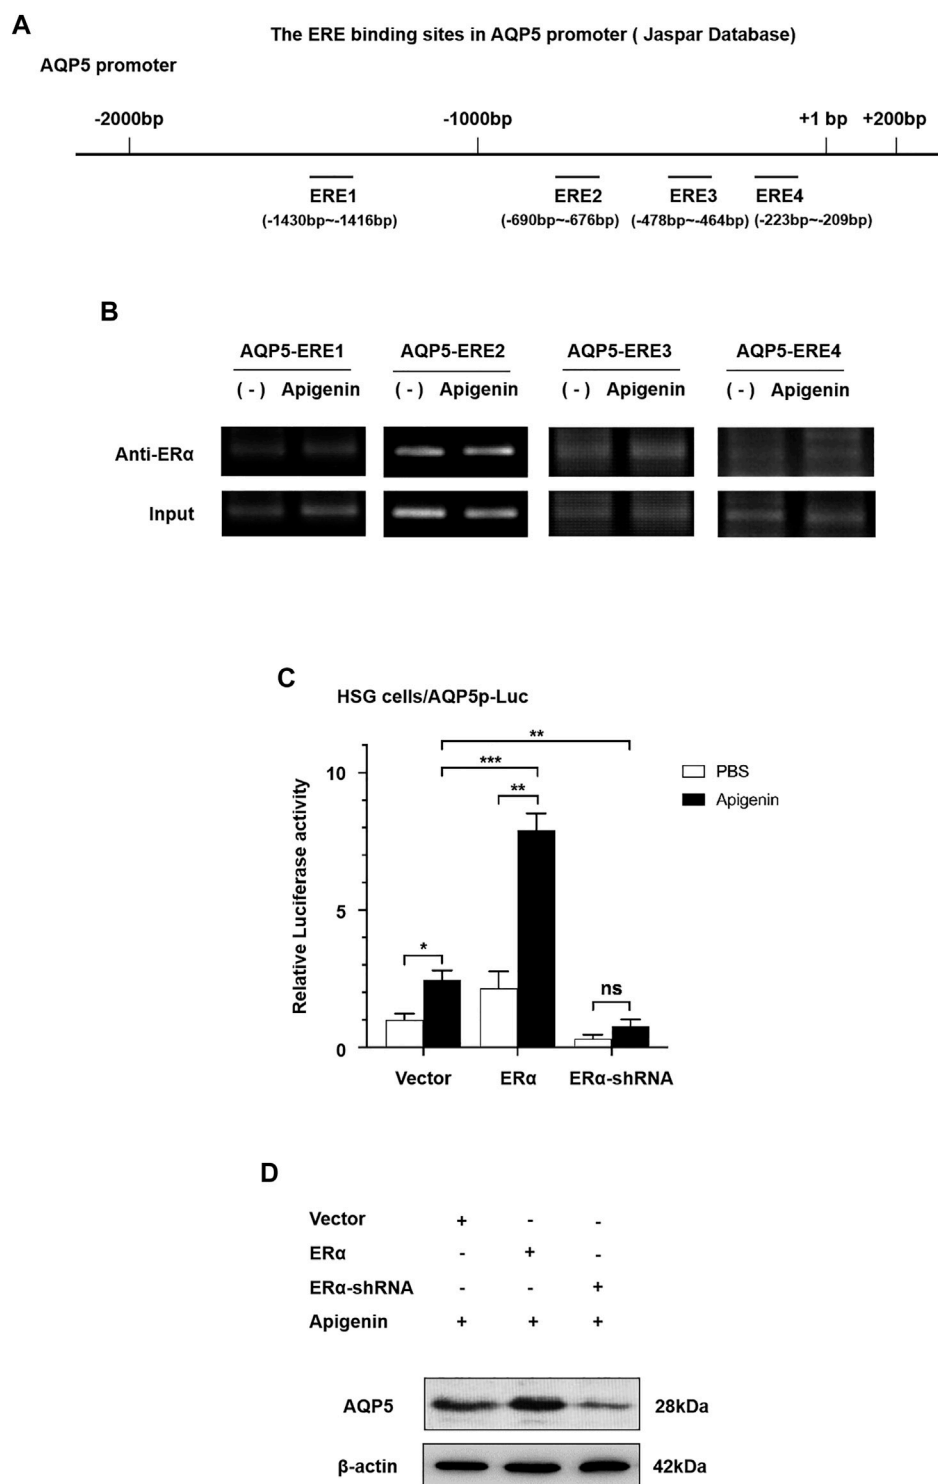 A
The ERE binding sites in AQP5 promoter ( Jaspar Database)
AQP5 promoter
-2000bp -1000bp +1 bp +200bp
ERE1 ERE2 ERE3 ERE4
(-1430bp~-1416bp) (-690bp~-676bp) (-478bp~-464bp) (-223bp~-209bp)
B
AQP5-ERE1 AQP5-ERE2 AQP5-ERE3 AQP5-ERE4
( - ) Apigenin ( - ) Apigenin ( - ) Apigenin ( - ) Apigenin
Anti-ERα
Input
C
HSG cells/AQP5p-Luc
Relative Luciferase activity
10
5
0
**
***
**
*
ns
PBS
Apigenin
Vector ERα ERα-shRNA
D
Vector + - -
ERα - + -
ERα-shRNA - - +
Apigenin + + +
AQP5 28kDa
β-actin 42kDa